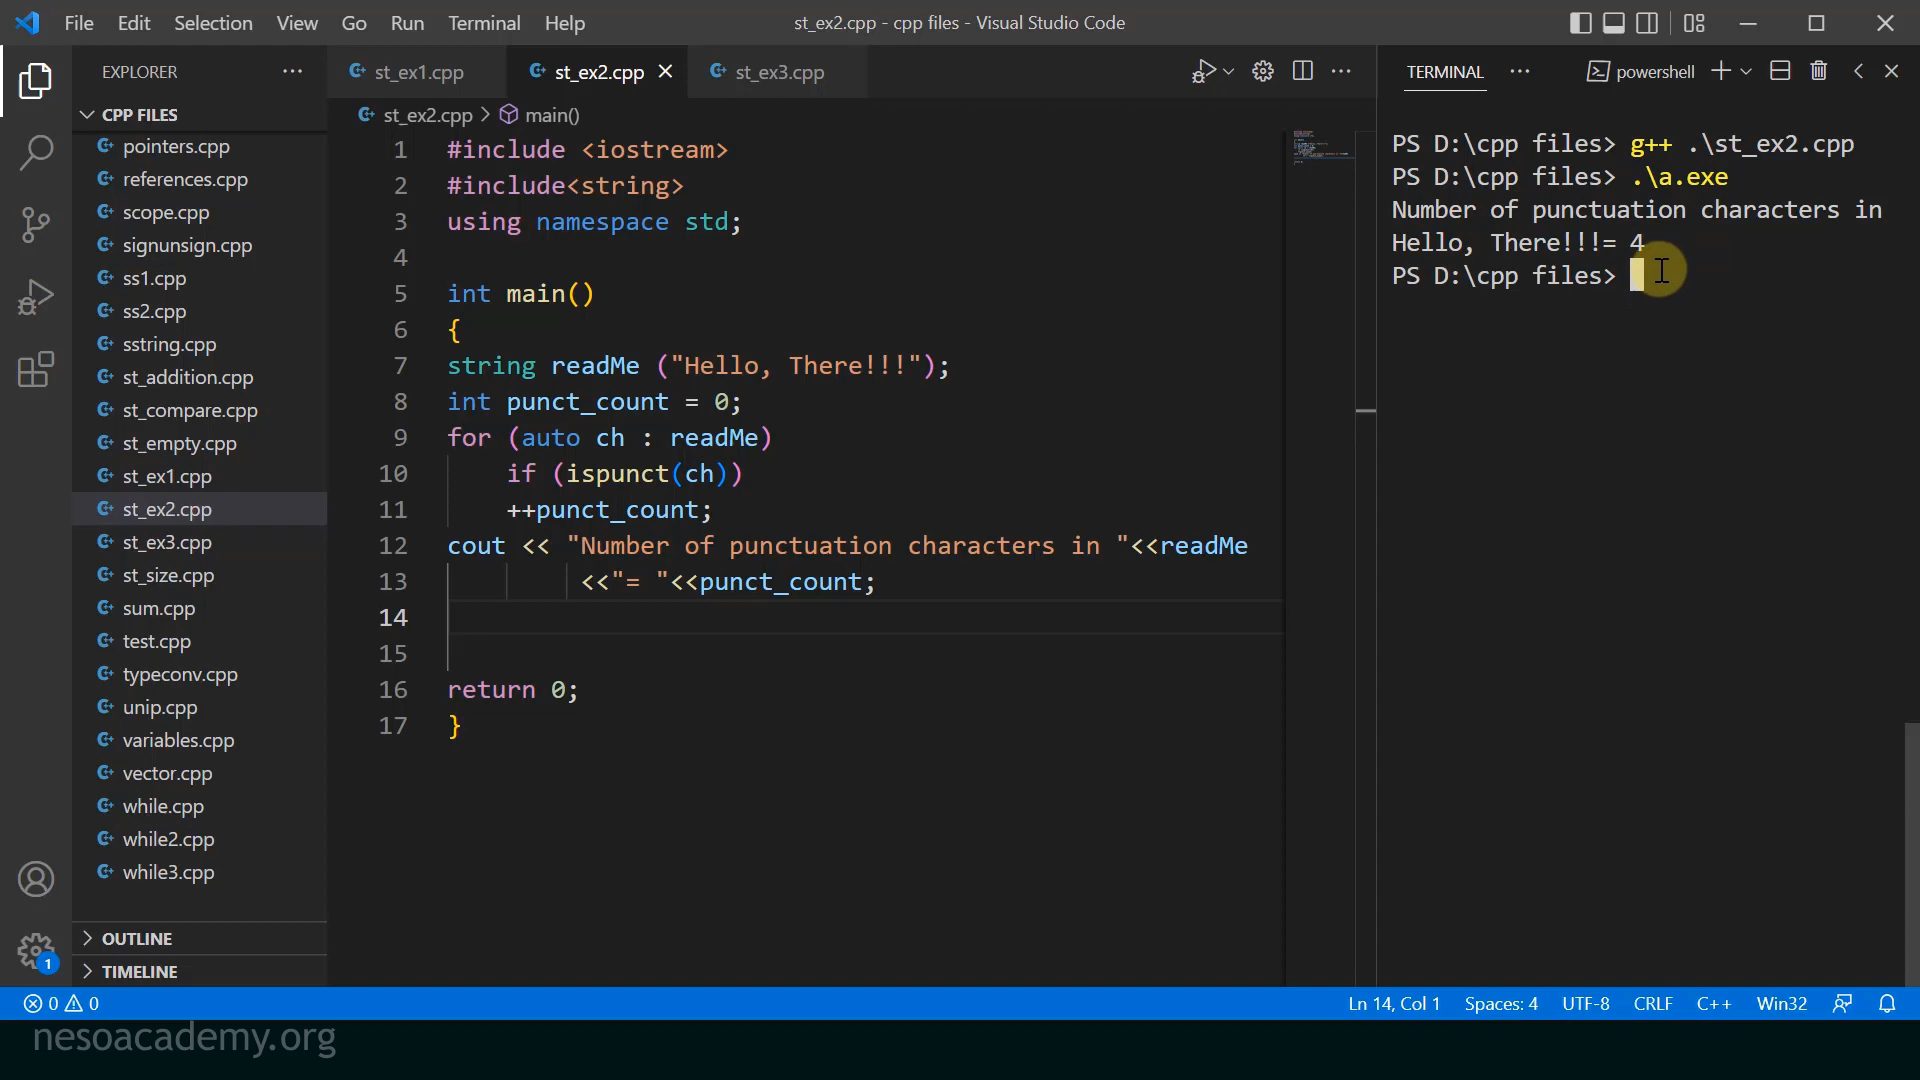 File Edit Selection View Go Run Terminal Help
st_ex2.cpp - cpp files - Visual Studio Code
EXPLORER
CPP FILES
pointers.cpp
references.cpp
scope.cpp
signunsign.cpp
ss1.cpp
ss2.cpp
sstring.cpp
st_addition.cpp
st_compare.cpp
st_empty.cpp
st_ex1.cpp
st_ex2.cpp
st_ex3.cpp
st_size.cpp
sum.cpp
test.cpp
typeconv.cpp
unip.cpp
variables.cpp
vector.cpp
while.cpp
while2.cpp
while3.cpp
OUTLINE
TIMELINE
1
st_ex1.cpp st_ex2.cpp st_ex3.cpp
st_ex2.cpp > main()
1 #include <iostream>
2 #include<string>
3 using namespace std;
4
5 int main()
6 {
7 string readMe ("Hello, There!!!");
8 int punct_count = 0;
9 for (auto ch : readMe)
10 if (ispunct(ch))
11 ++punct_count;
12 cout << "Number of punctuation characters in "<<readMe
13 <<"= "<<punct_count;
14
15
16 return 0;
17 }
TERMINAL powershell
PS D:\cpp files> g++ .\st_ex2.cpp
PS D:\cpp files> .\a.exe
Number of punctuation characters in
Hello, There!!!= 4
PS D:\cpp files>
0 0 Ln 14, Col 1 Spaces: 4 UTF-8 CRLF C++ Win32
nesoacademy.org